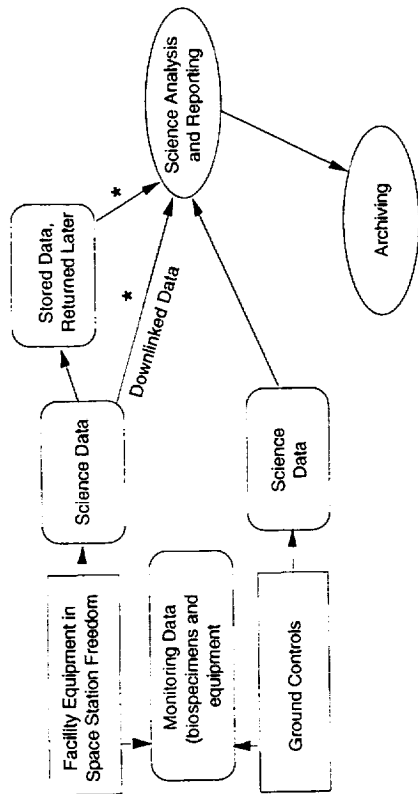 Facility Equipment in
Space Station Freedom
Science Data
Stored Data,
Returned Later
*
*
Downlinked Data
Science Analysis
and Reporting
Monitoring Data
(biospecimens and
equipment
Ground Controls
Science
Data
Archiving